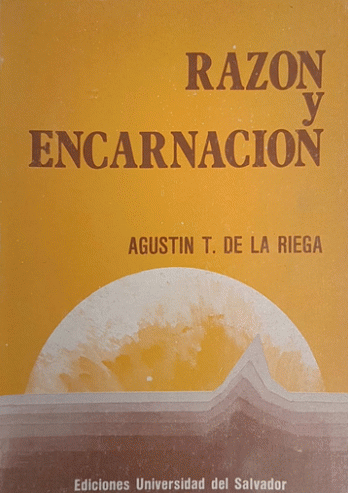 RAZON
y
ENCARNACION
AGUSTIN T. DE LA RIEGA
Ediciones Universidad del Salvador